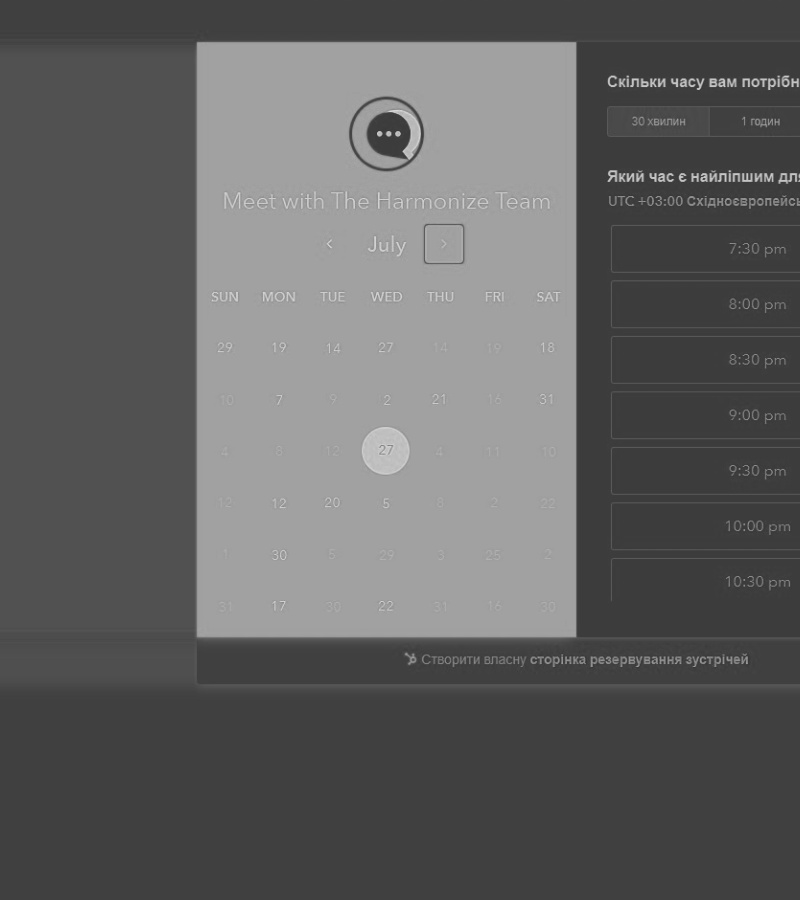 Meet with The Harmonize Team
July
SUN MON TUE WED THU FRI SAT
29 19 14 27 14 19 18
10 7 9 2 21 16 31
4 8 12 27 4 11 10
12 12 20 5 8 2 22
1 30 5 29 3 25 2
31 17 30 22 31 16 30
Скільки часу вам потрібн
30 хвилин 1 годин
Який час є найліпшим для
UTC +03:00 Східноєвропейсь
7:30 pm
8:00 pm
8:30 pm
9:00 pm
9:30 pm
10:00 pm
10:30 pm
Створити власну сторінка резервування зустрічей